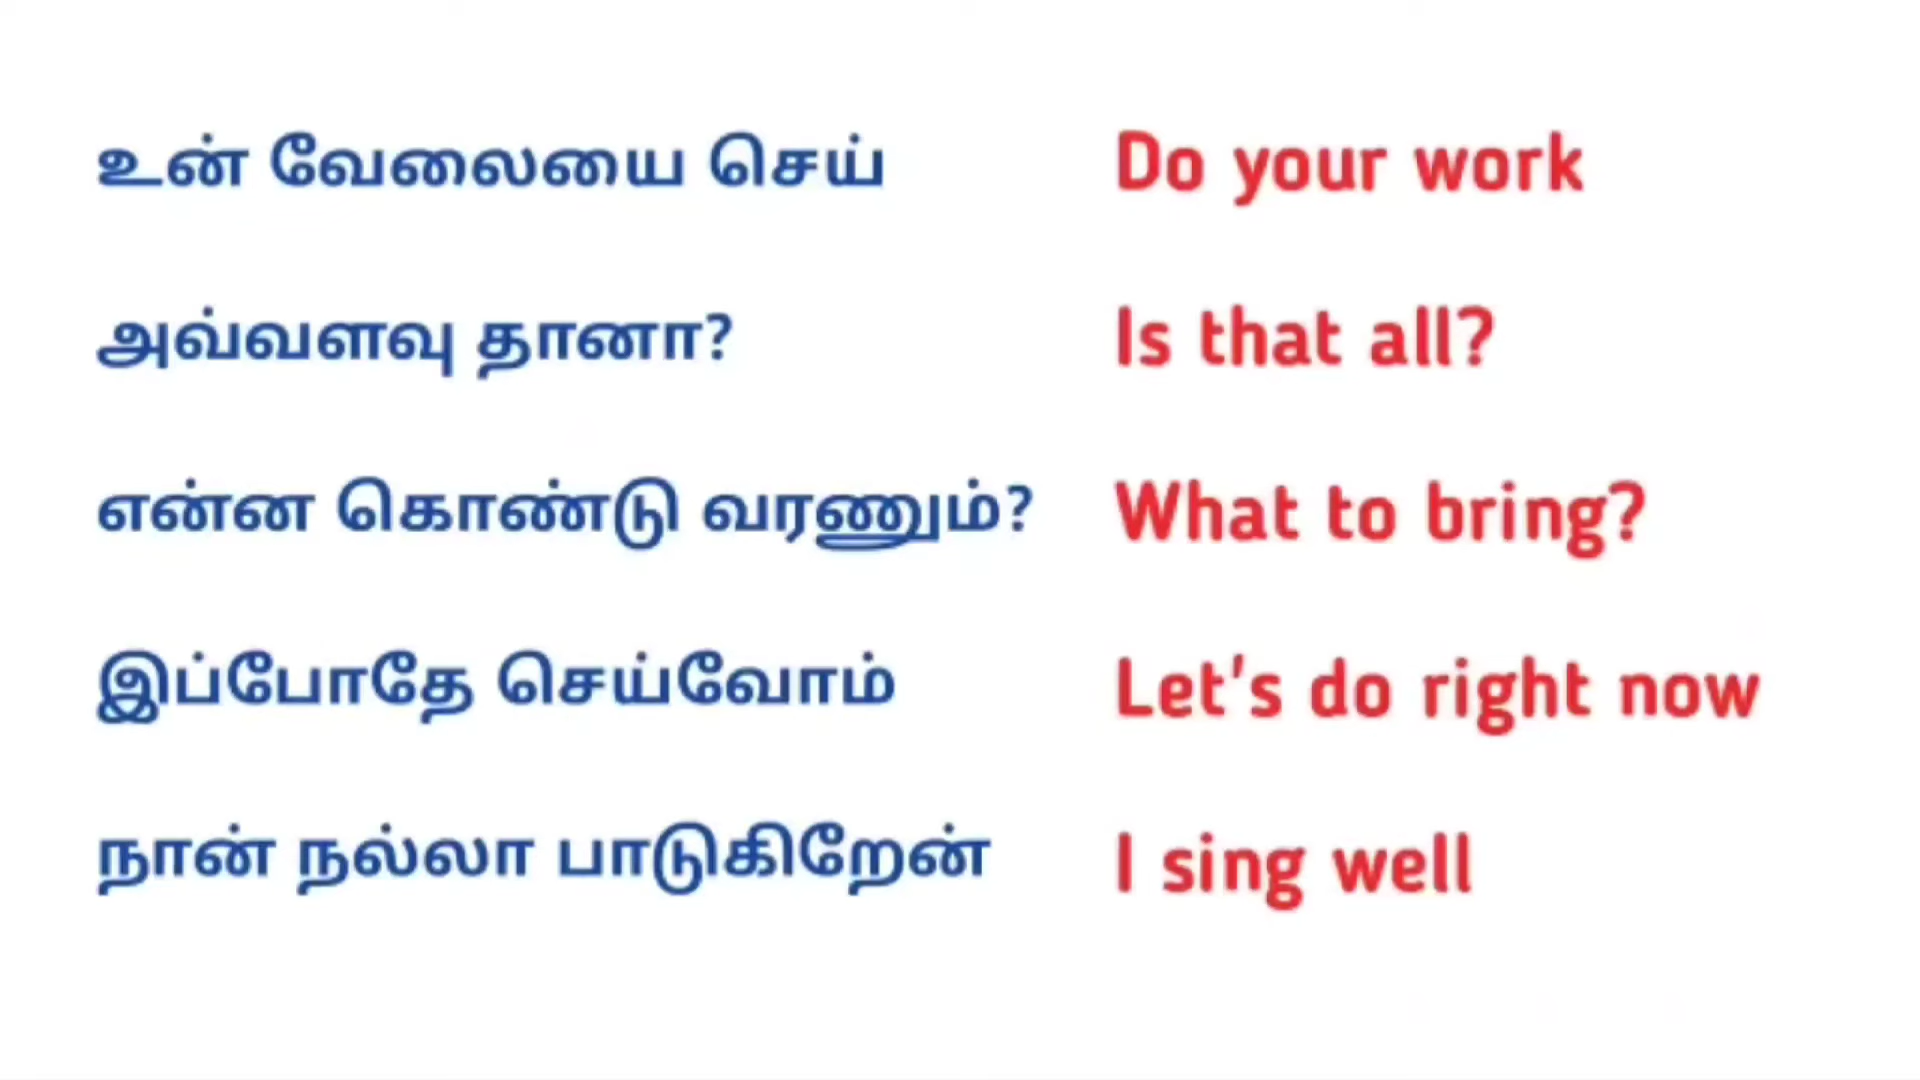 உன் வேலையை செய் Do your work
அவ்வளவு தானா? Is that all?
என்ன கொண்டு வரணும்? What to bring?
இப்போதே செய்வோம் Let's do right now
நான் நல்லா பாடுகிறேன் I sing well